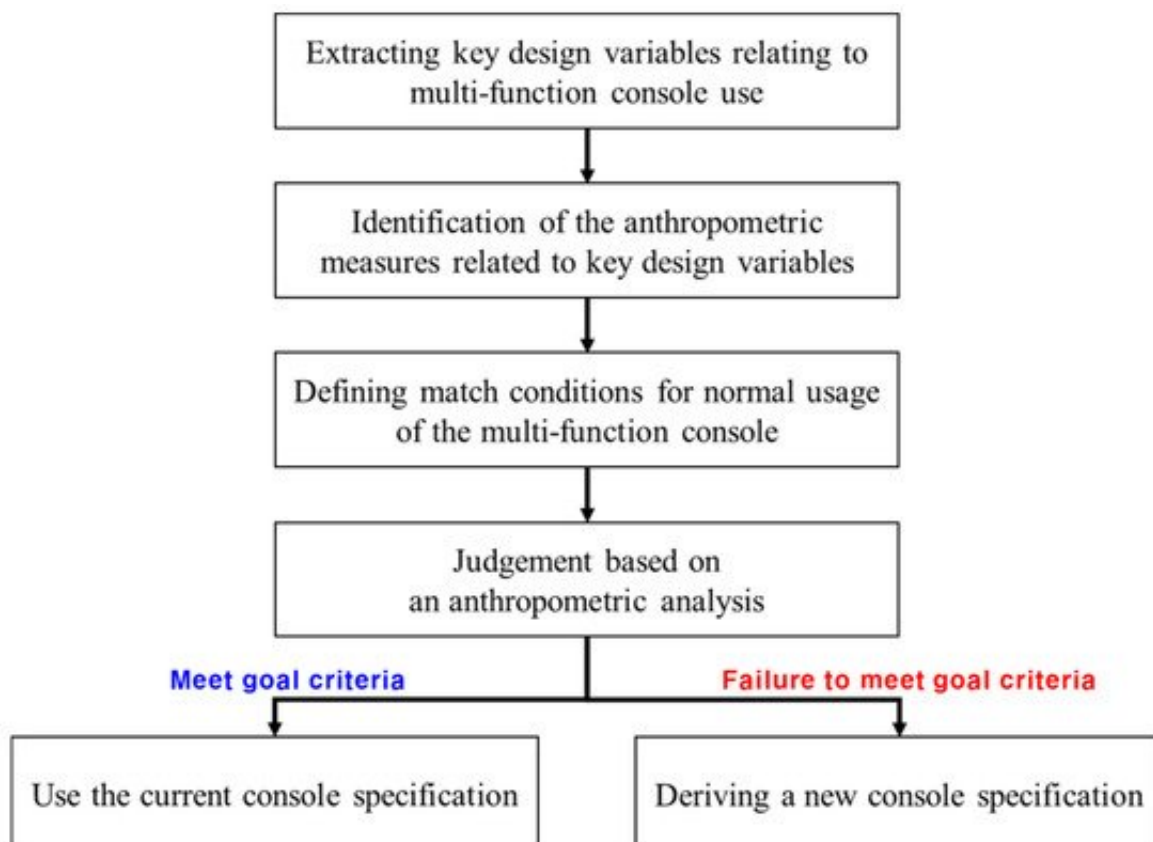 Extracting key design variables relating to
multi-function console use
Identification of the anthropometric
measures related to key design variables
Defining match conditions for normal usage
of the multi-function console
Judgement based on
an anthropometric analysis
Meet goal criteria
Failure to meet goal criteria
Use the current console specification
Deriving a new console specification